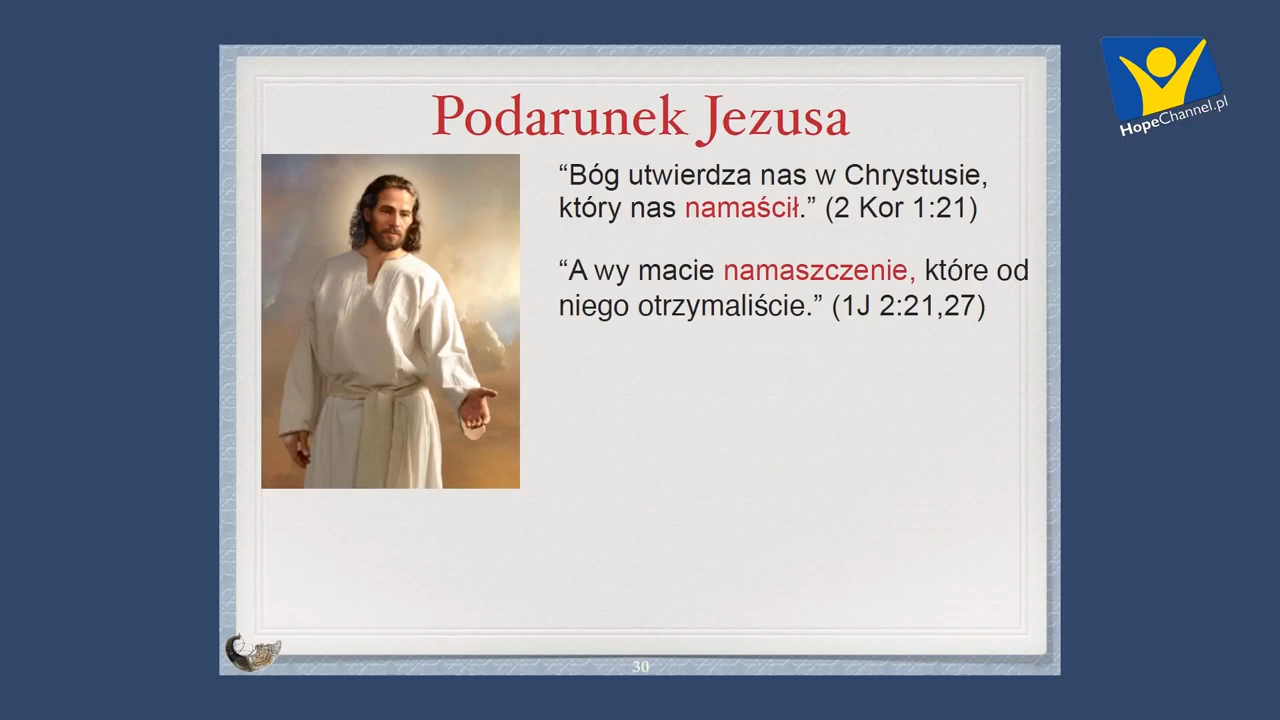 Podarunek Jezusa
“Bóg utwierdza nas w Chrystusie,
który nas namaścił.” (2 Kor 1:21)
“A wy macie namaszczenie, które od
niego otrzymaliście.” (1J 2:21,27)
30
HopeChannel.pl